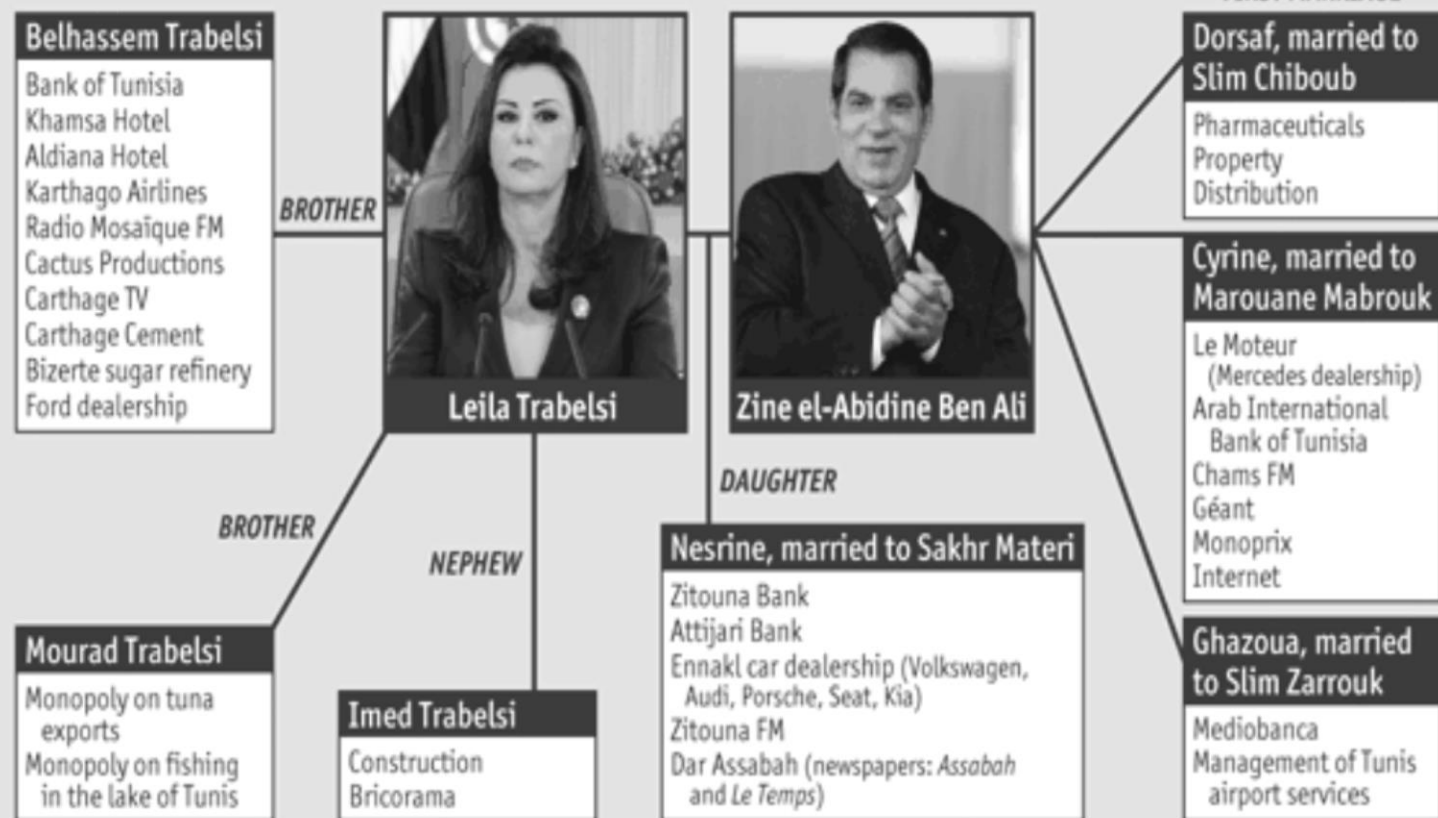 Belhassem Trabelsi
Bank of Tunisia
Khamsa Hotel
Aldiana Hotel
Karthago Airlines
Radio Mosaïque FM
Cactus Productions
Carthage TV
Carthage Cement
Bizerte sugar refinery
Ford dealership
BROTHER
Leila Trabelsi
Zine el-Abidine Ben Ali
Dorsaf, married to
Slim Chiboub
Pharmaceuticals
Property
Distribution
Cyrine, married to
Marouane Mabrouk
Le Moteur
(Mercedes dealership)
Arab International
Bank of Tunisia
Chams FM
Géant
Monoprix
Internet
BROTHER
NEPHEW
DAUGHTER
Mourad Trabelsi
Monopoly on tuna
exports
Monopoly on fishing
in the lake of Tunis
Imed Trabelsi
Construction
Bricorama
Nesrine, married to Sakhr Materi
Zitouna Bank
Attijari Bank
Ennakl car dealership (Volkswagen,
Audi, Porsche, Seat, Kia)
Zitouna FM
Dar Assabah (newspapers: Assabah
and Le Temps)
Ghazoua, married
to Slim Zarrouk
Mediobanca
Management of Tunis
airport services